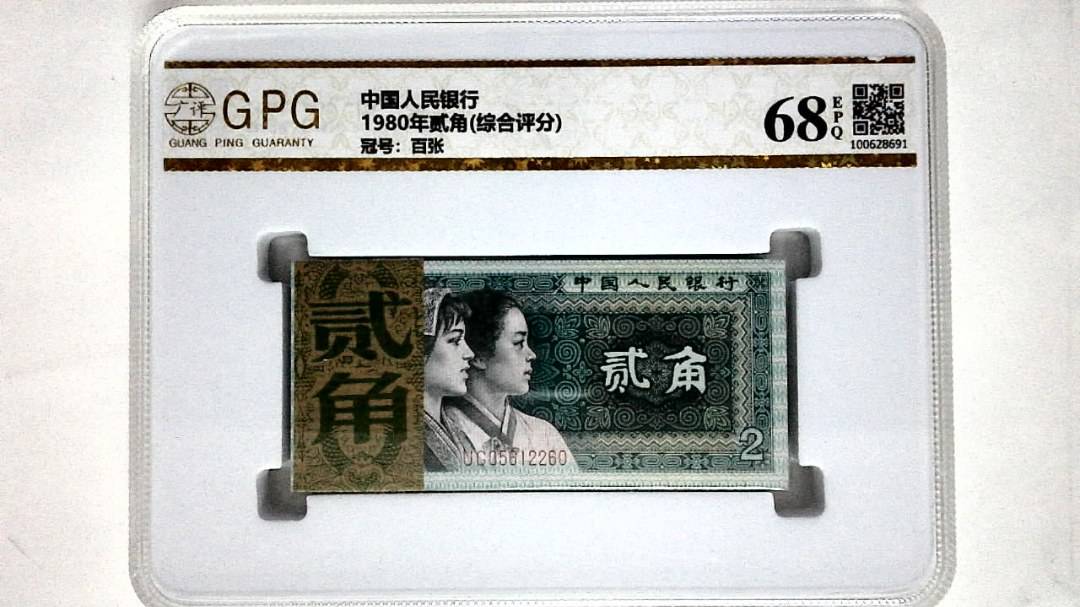 广评
GPG
GUANG PING GUARANTY
中国人民银行
1980年贰角(综合评分)
冠号：百张
68
EPQ
100628691
贰角
中国人民银行
贰角
2